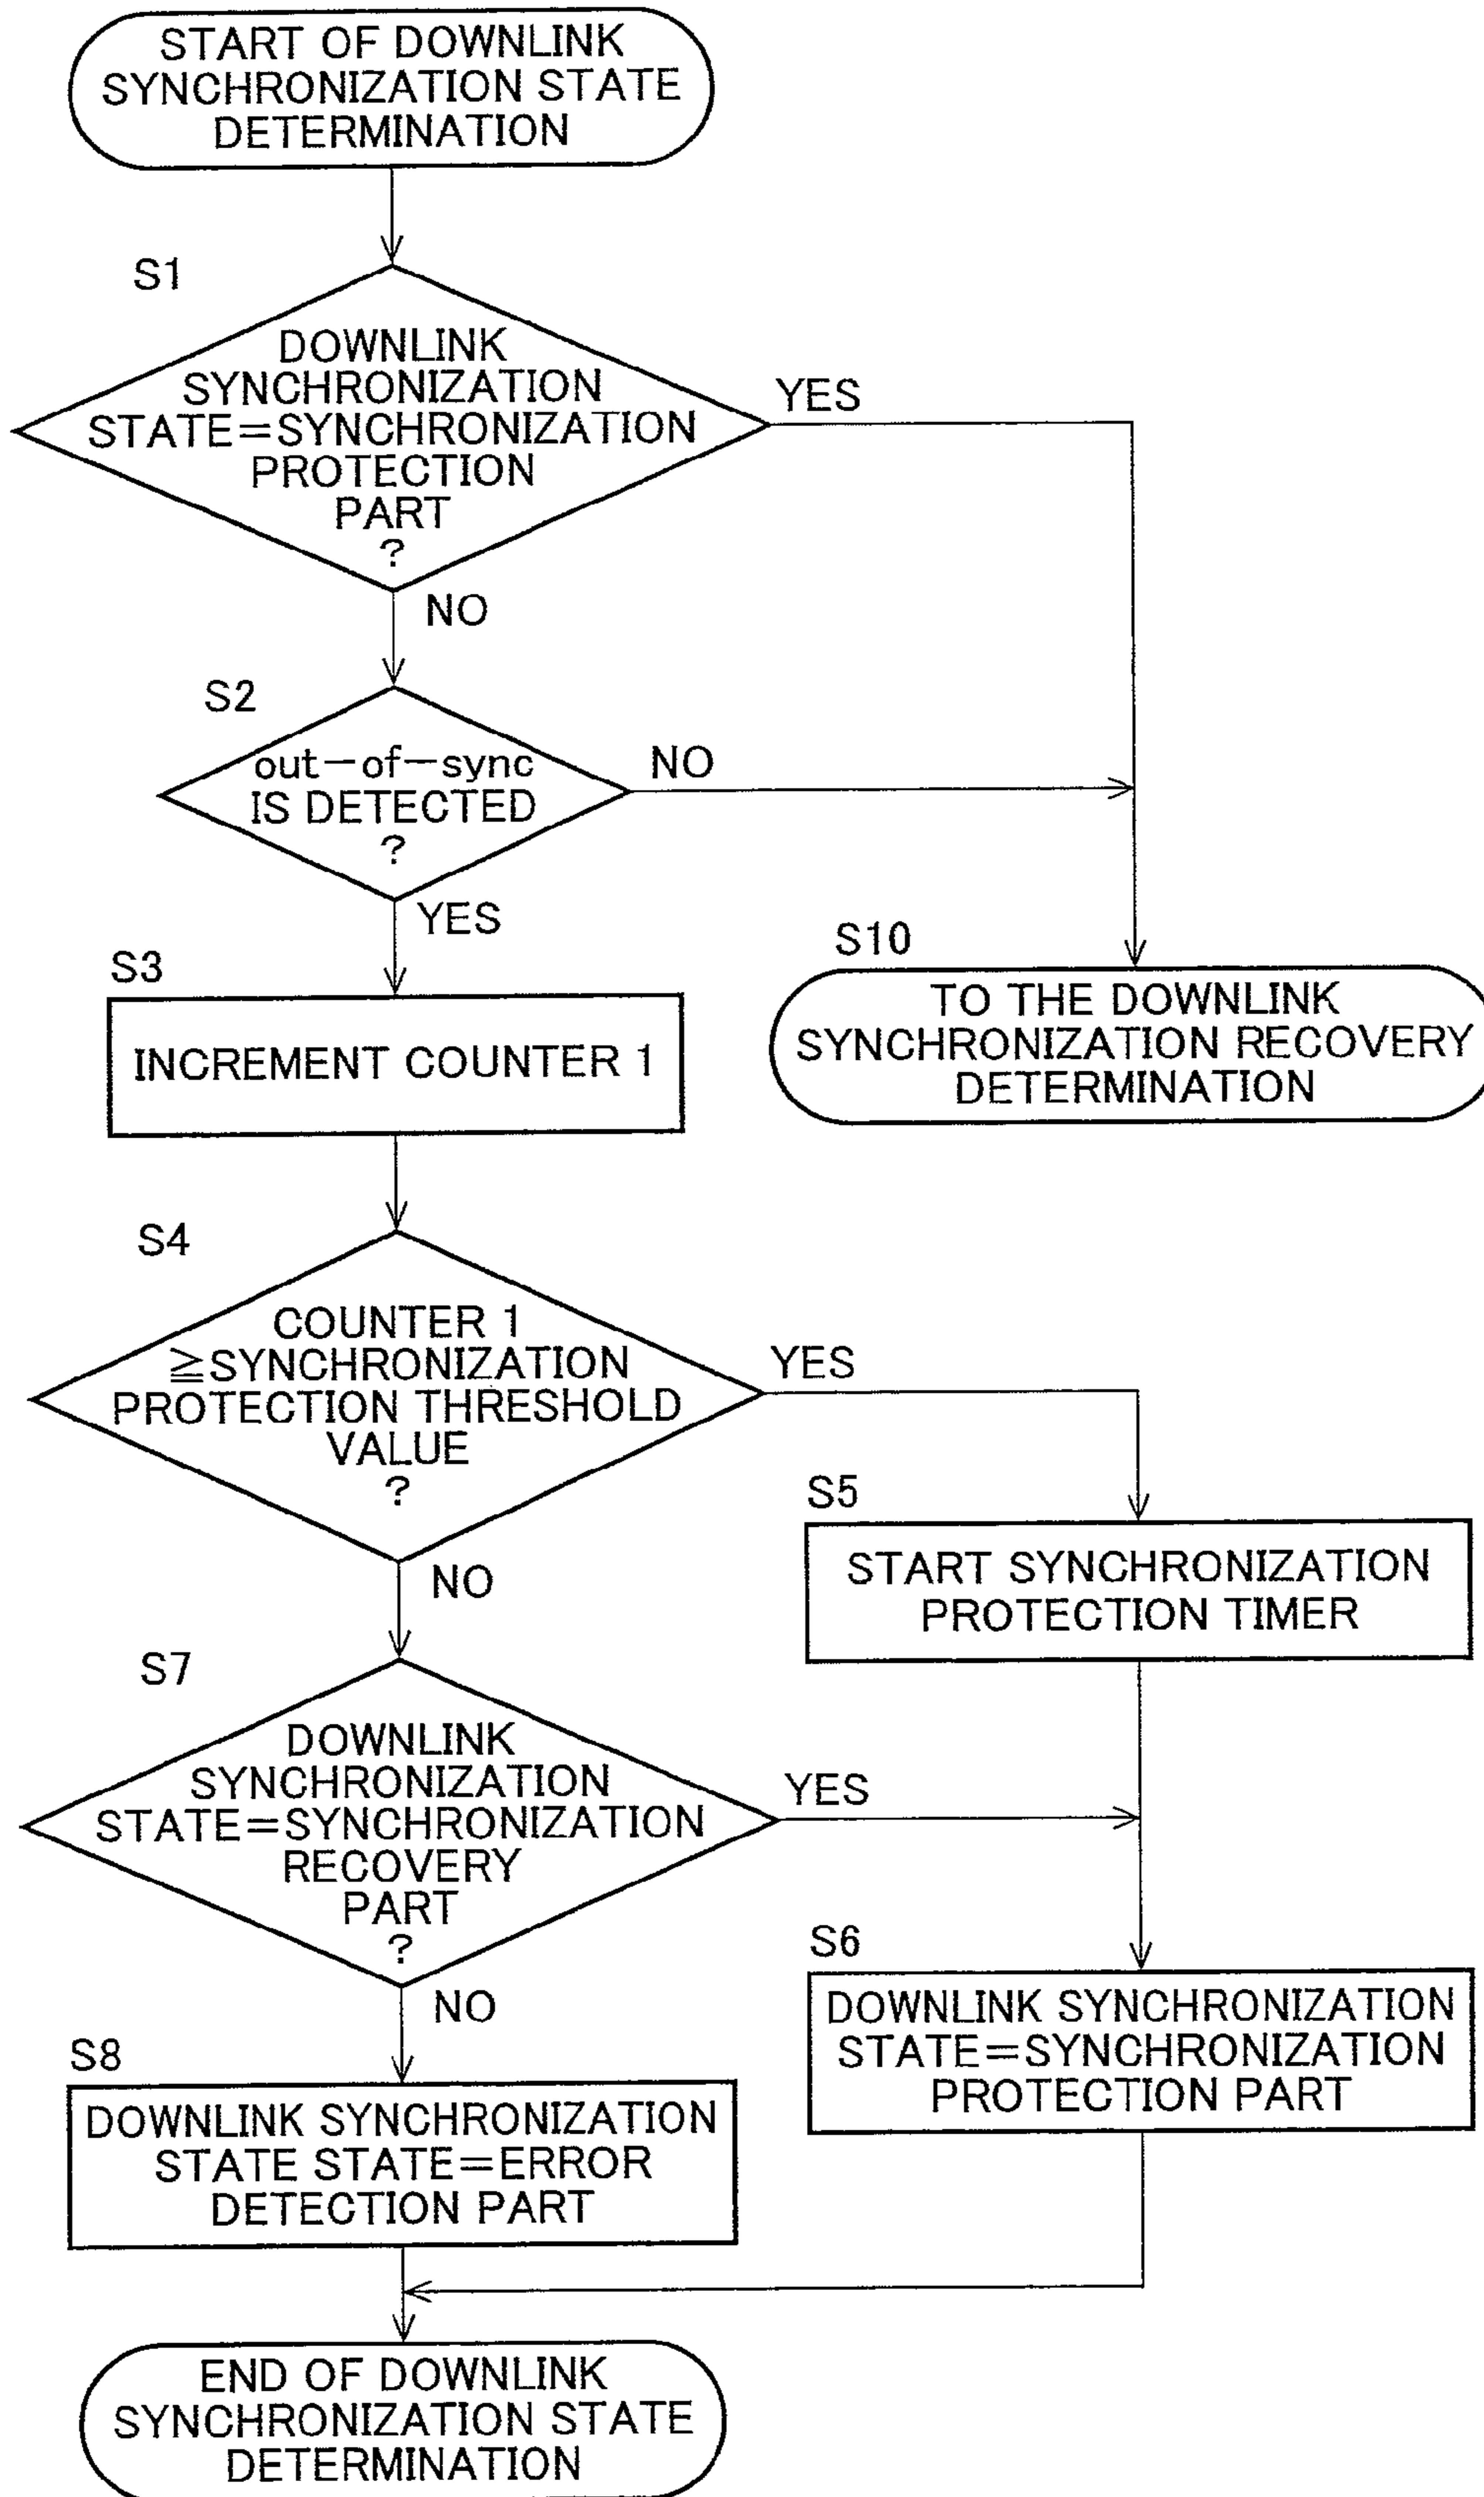 START OF DOWNLINK
SYNCHRONIZATION STATE
DETERMINATION
S1
DOWNLINK
SYNCHRONIZATION
STATE=SYNCHRONIZATION
PROTECTION
PART
?
YES
NO
S2
out-of-sync
IS DETECTED
?
NO
YES
S3
INCREMENT COUNTER 1
S10
TO THE DOWNLINK
SYNCHRONIZATION RECOVERY
DETERMINATION
S4
COUNTER 1
≧SYNCHRONIZATION
PROTECTION THRESHOLD
VALUE
?
YES
NO
S5
START SYNCHRONIZATION
PROTECTION TIMER
S7
DOWNLINK
SYNCHRONIZATION
STATE=SYNCHRONIZATION
RECOVERY
PART
?
YES
NO
S6
DOWNLINK SYNCHRONIZATION
STATE=SYNCHRONIZATION
PROTECTION PART
S8
DOWNLINK SYNCHRONIZATION
STATE STATE=ERROR
DETECTION PART
END OF DOWNLINK
SYNCHRONIZATION STATE
DETERMINATION